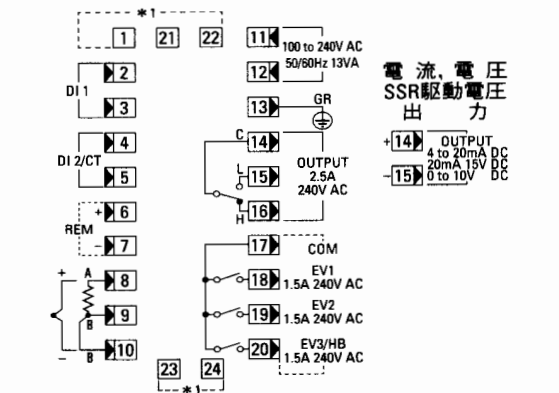 *1
1 21 22
DI 1
2
3
DI 2/CT
4
5
REM
+ 6
− 7
+ A 8
B 9
− B 10
23 24
*1
11
100 to 240V AC
50/60Hz 13VA
12
13 GR
C 14
L 15
H 16
OUTPUT
2.5A
240V AC
17 COM
18 EV1
1.5A 240V AC
19 EV2
1.5A 240V AC
20 EV3/HB
1.5A 240V AC
電流,電圧
SSR駆動電圧
出 力
+ 14 OUTPUT
4 to 20mA DC
20mA 15V DC
− 15 0 to 10V DC